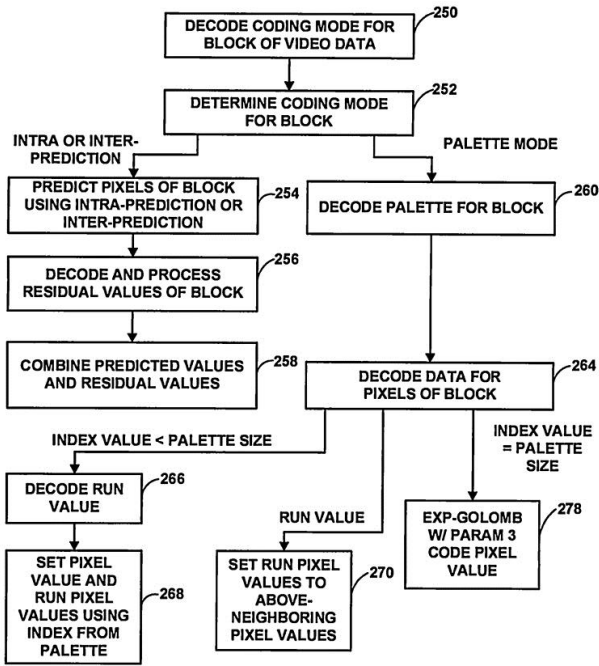 250
DECODE CODING MODE FOR
BLOCK OF VIDEO DATA
252
DETERMINE CODING MODE
FOR BLOCK
INTRA OR INTER-
PREDICTION
PALETTE MODE
254
PREDICT PIXELS OF BLOCK
USING INTRA-PREDICTION OR
INTER-PREDICTION
260
DECODE PALETTE FOR BLOCK
256
DECODE AND PROCESS
RESIDUAL VALUES OF BLOCK
258
COMBINE PREDICTED VALUES
AND RESIDUAL VALUES
264
DECODE DATA FOR
PIXELS OF BLOCK
INDEX VALUE < PALETTE SIZE
INDEX VALUE
= PALETTE
SIZE
266
DECODE RUN
VALUE
RUN VALUE
278
EXP-GOLOMB
W/ PARAM 3
CODE PIXEL
VALUE
268
SET PIXEL
VALUE AND
RUN PIXEL
VALUES USING
INDEX FROM
PALETTE
270
SET RUN PIXEL
VALUES TO
ABOVE-
NEIGHBORING
PIXEL VALUES